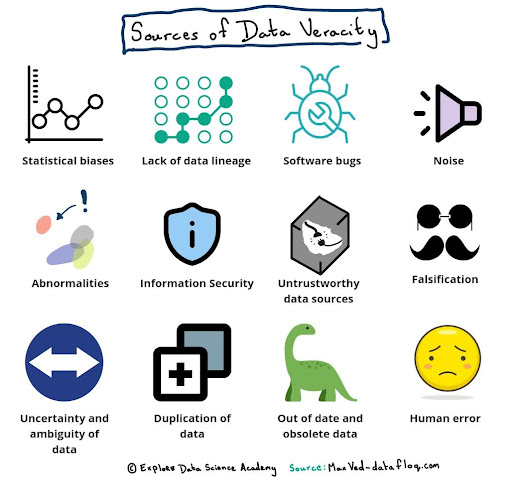 Sources of Data Veracity
Statistical biases
Lack of data lineage
Software bugs
Noise
Abnormalities
Information Security
Untrustworthy
data sources
Falsification
Uncertainty and
ambiguity of
data
Duplication of
data
Out of date and
obsolete data
Human error
© Explore Data Science Academy Source: MaxVed-dataflog.com